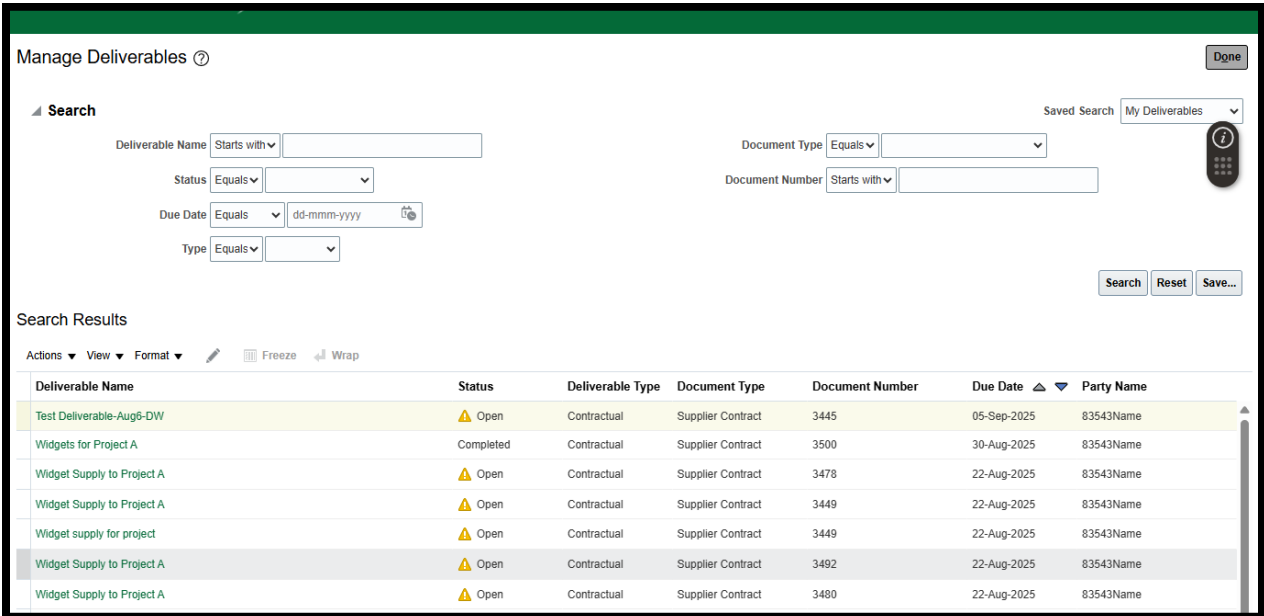 Manage Deliverables
Done
Search
Saved Search My Deliverables
Deliverable Name Starts with
Document Type Equals
Status Equals
Document Number Starts with
Due Date Equals dd-mmm-yyyy
Type Equals
Search Reset Save...
Search Results
Actions View Format Freeze Wrap
Deliverable Name Status Deliverable Type Document Type Document Number Due Date Party Name
Test Deliverable-Aug6-DW Open Contractual Supplier Contract 3445 05-Sep-2025 83543Name
Widgets for Project A Completed Contractual Supplier Contract 3500 30-Aug-2025 83543Name
Widget Supply to Project A Open Contractual Supplier Contract 3478 22-Aug-2025 83543Name
Widget Supply to Project A Open Contractual Supplier Contract 3449 22-Aug-2025 83543Name
Widget supply for project Open Contractual Supplier Contract 3449 22-Aug-2025 83543Name
Widget Supply to Project A Open Contractual Supplier Contract 3492 22-Aug-2025 83543Name
Widget Supply to Project A Open Contractual Supplier Contract 3480 22-Aug-2025 83543Name